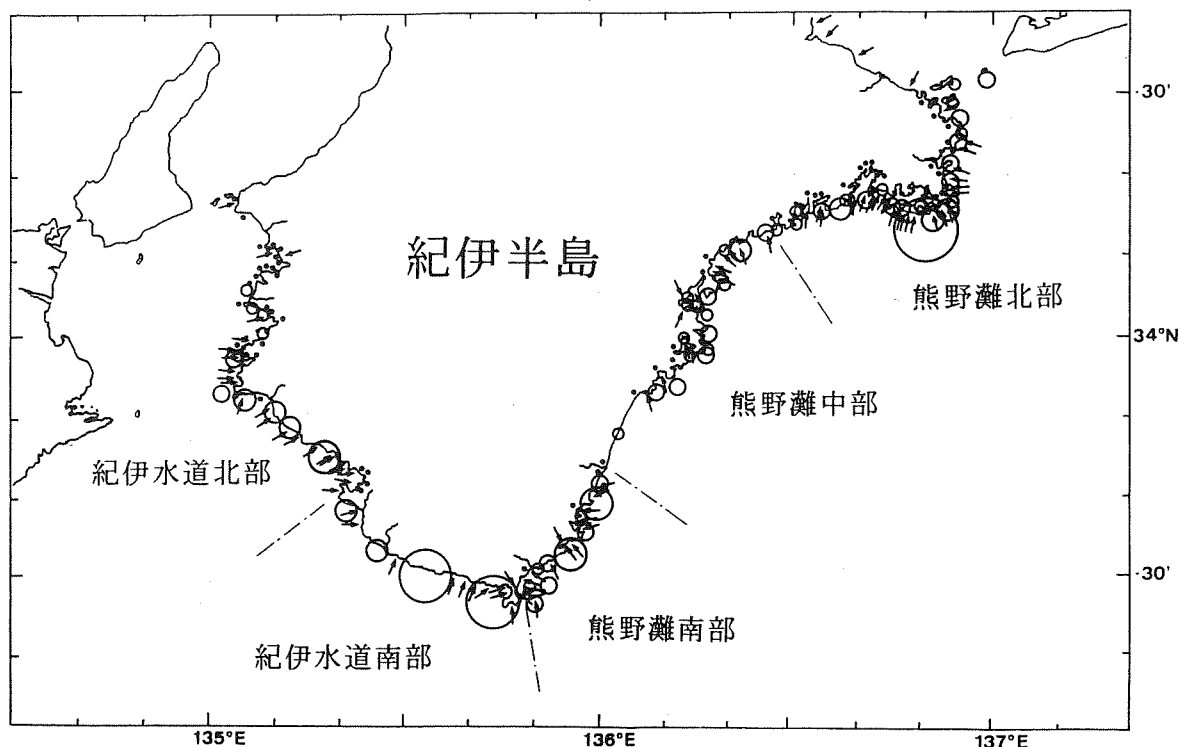 ·30'
紀伊半島
熊野灘北部
34°N
熊野灘中部
紀伊水道北部
·30'
熊野灘南部
紀伊水道南部
135°E
136°E
137°E